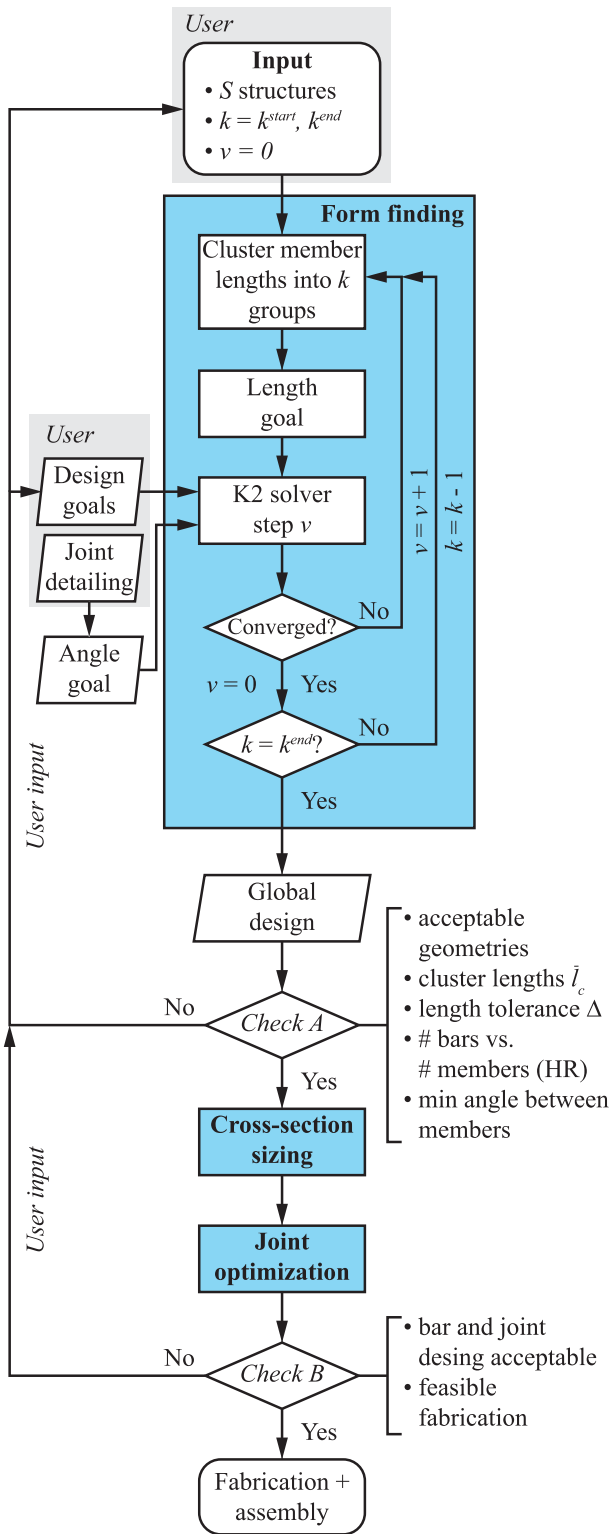 User
Input
• S structures
• k = k^start, k^end
• v = 0
Form finding
Cluster member
lengths into k
groups
Length
goal
User
Design
goals
K2 solver
step v
Joint
detailing
Angle
goal
v = v + 1
k = k - 1
Converged?
No
v = 0
Yes
k = k^end?
No
Yes
User input
Global
design
• acceptable
geometries
• cluster lengths l̄_c
• length tolerance Δ
• # bars vs.
# members (HR)
• min angle between
members
No
Check A
Yes
Cross-section
sizing
User input
Joint
optimization
No
Check B
• bar and joint
desing acceptable
• feasible
fabrication
Yes
Fabrication +
assembly